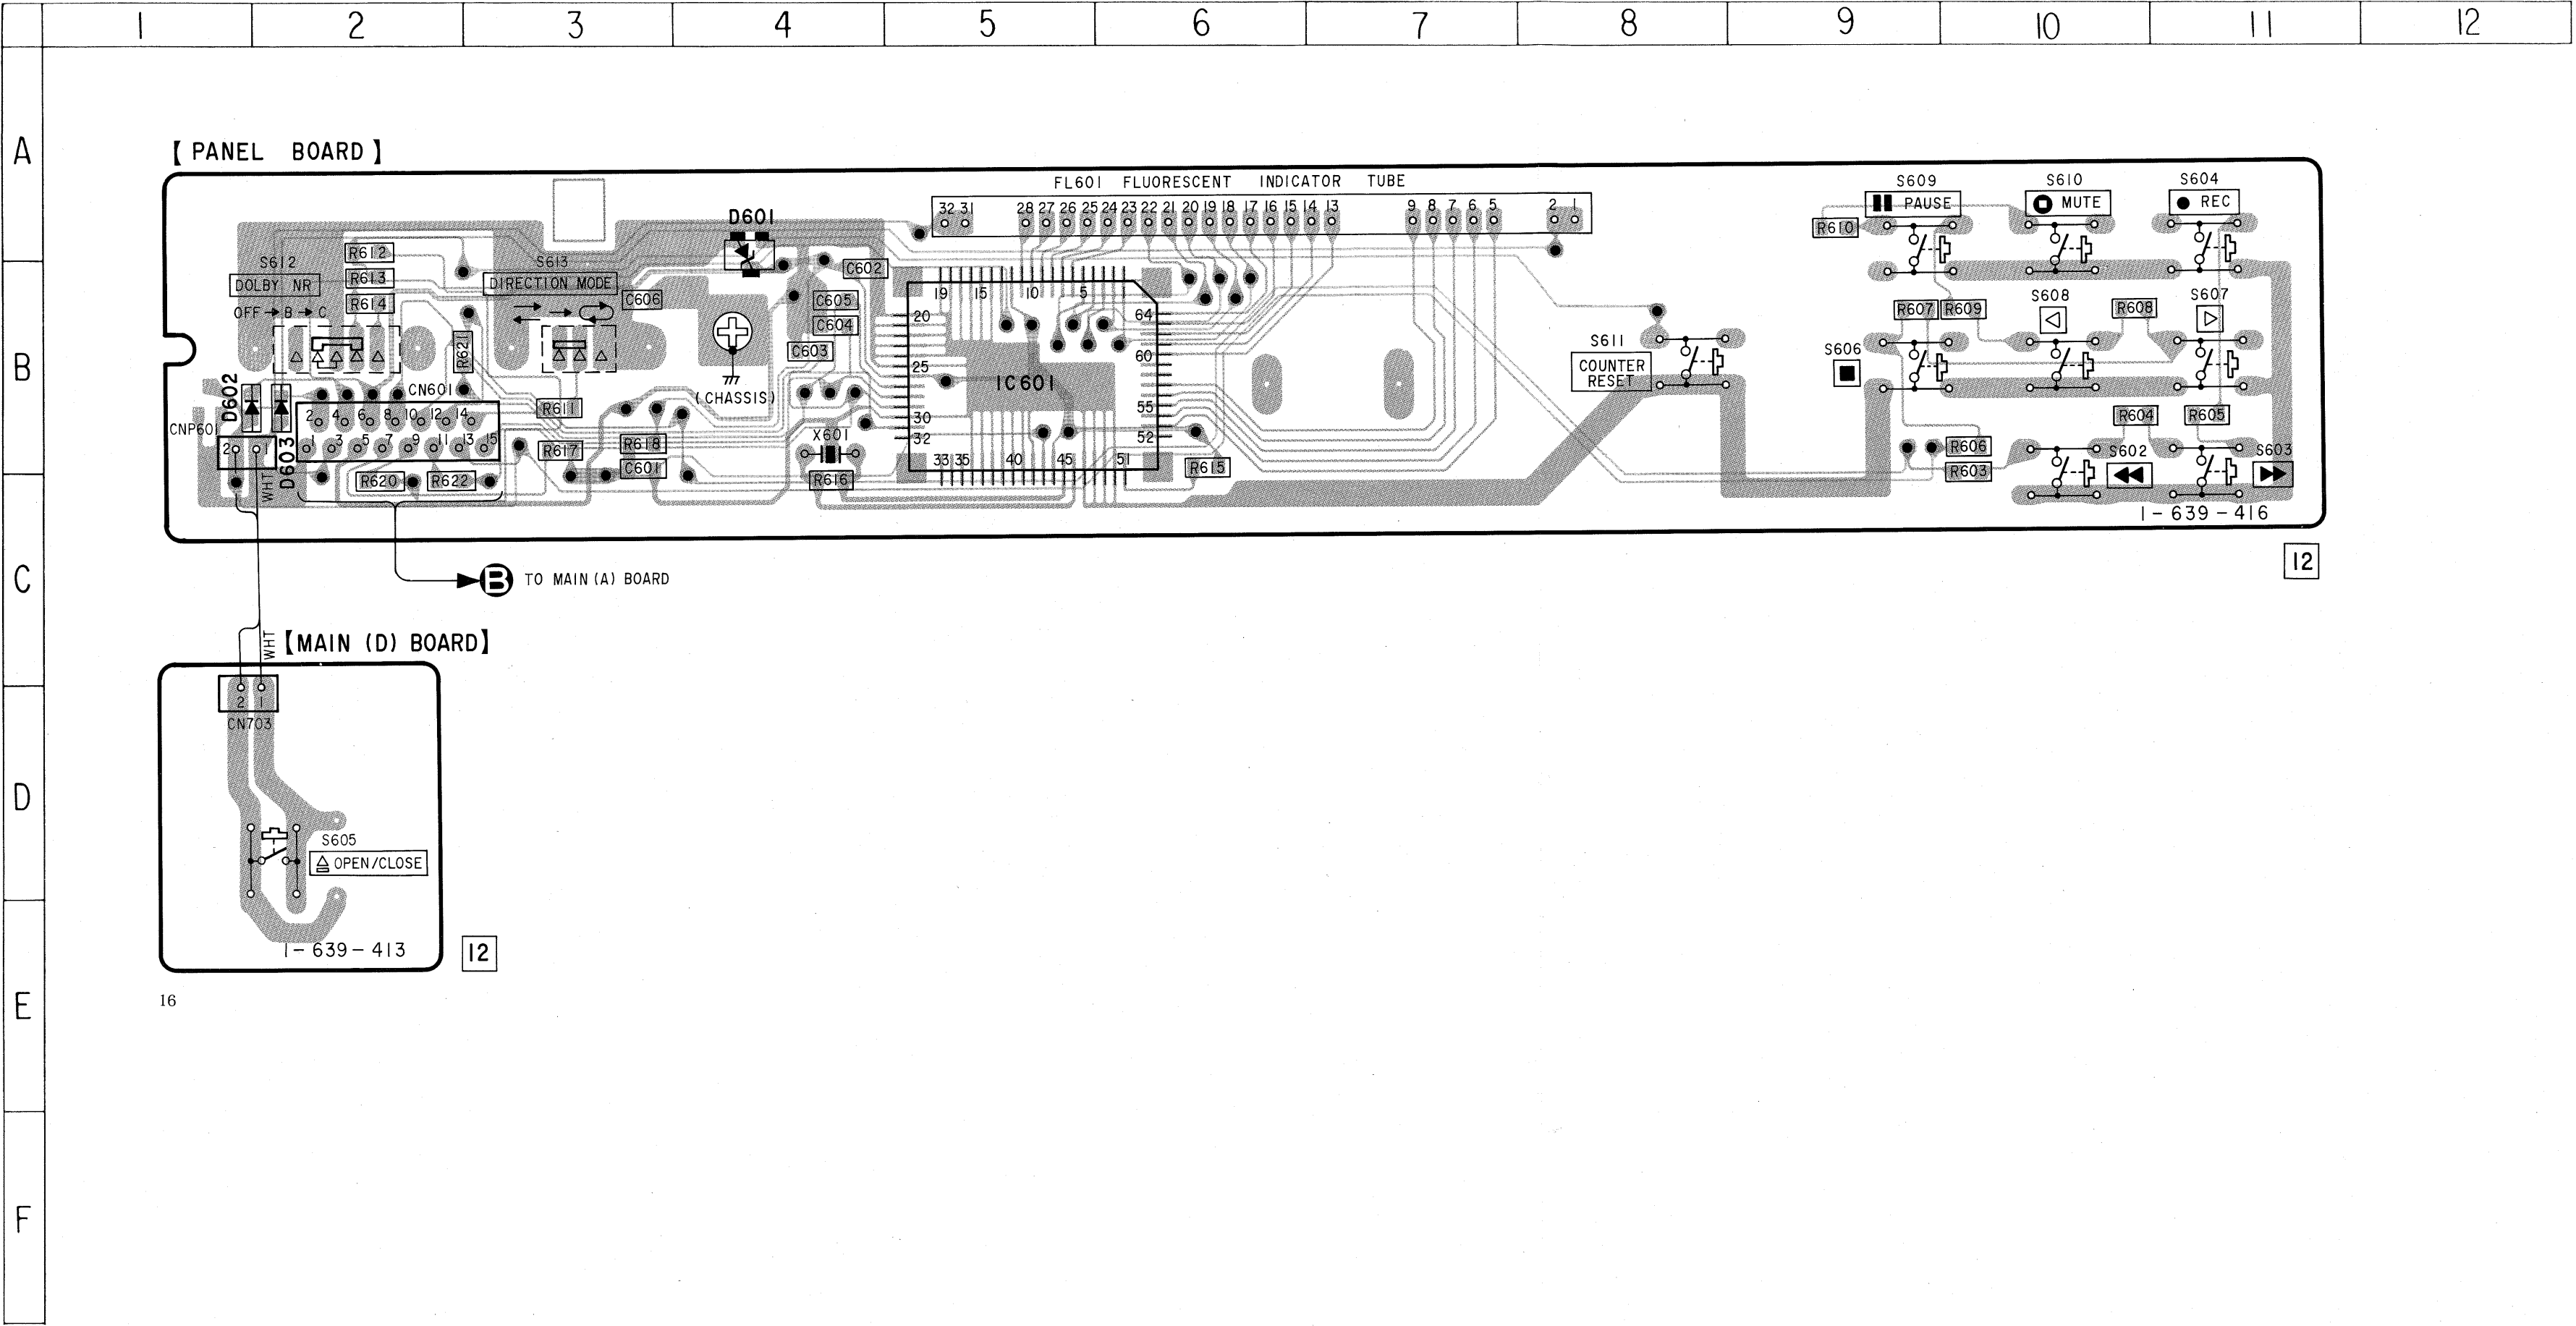 1 2 3 4 5 6 7 8 9 10 11 12
A
B
C
D
E
F
【 PANEL BOARD 】
FL601 FLUORESCENT INDICATOR TUBE
32 31 28 27 26 25 24 23 22 21 20 19 18 17 16 15 14 13 9 8 7 6 5 2 1
D601
S609
PAUSE
S610
MUTE
S604
REC
R610
R612
R613
R614
S612
DOLBY NR
OFF → B → C
S613
DIRECTION MODE
C606
C602
C605
C604
C603
R621
(CHASSIS)
19 15 10 5 1
20
25
30
32
33 35 40 45 51
64
60
55
52
IC601
S611
COUNTER
RESET
S606
R607
R609
S608
R608
S607
D602
D603
CNP601
2 1
WHT
CN601
2 4 6 8 10 12 14
1 3 5 7 9 11 13 15
R611
R617
R618
C601
R620
R622
X601
R616
R615
R604
R605
R606
R603
S602
S603
1-639-416
12
B TO MAIN (A) BOARD
WHT
【MAIN (D) BOARD】
2 1
CN703
S605
OPEN/CLOSE
1-639-413
12
16